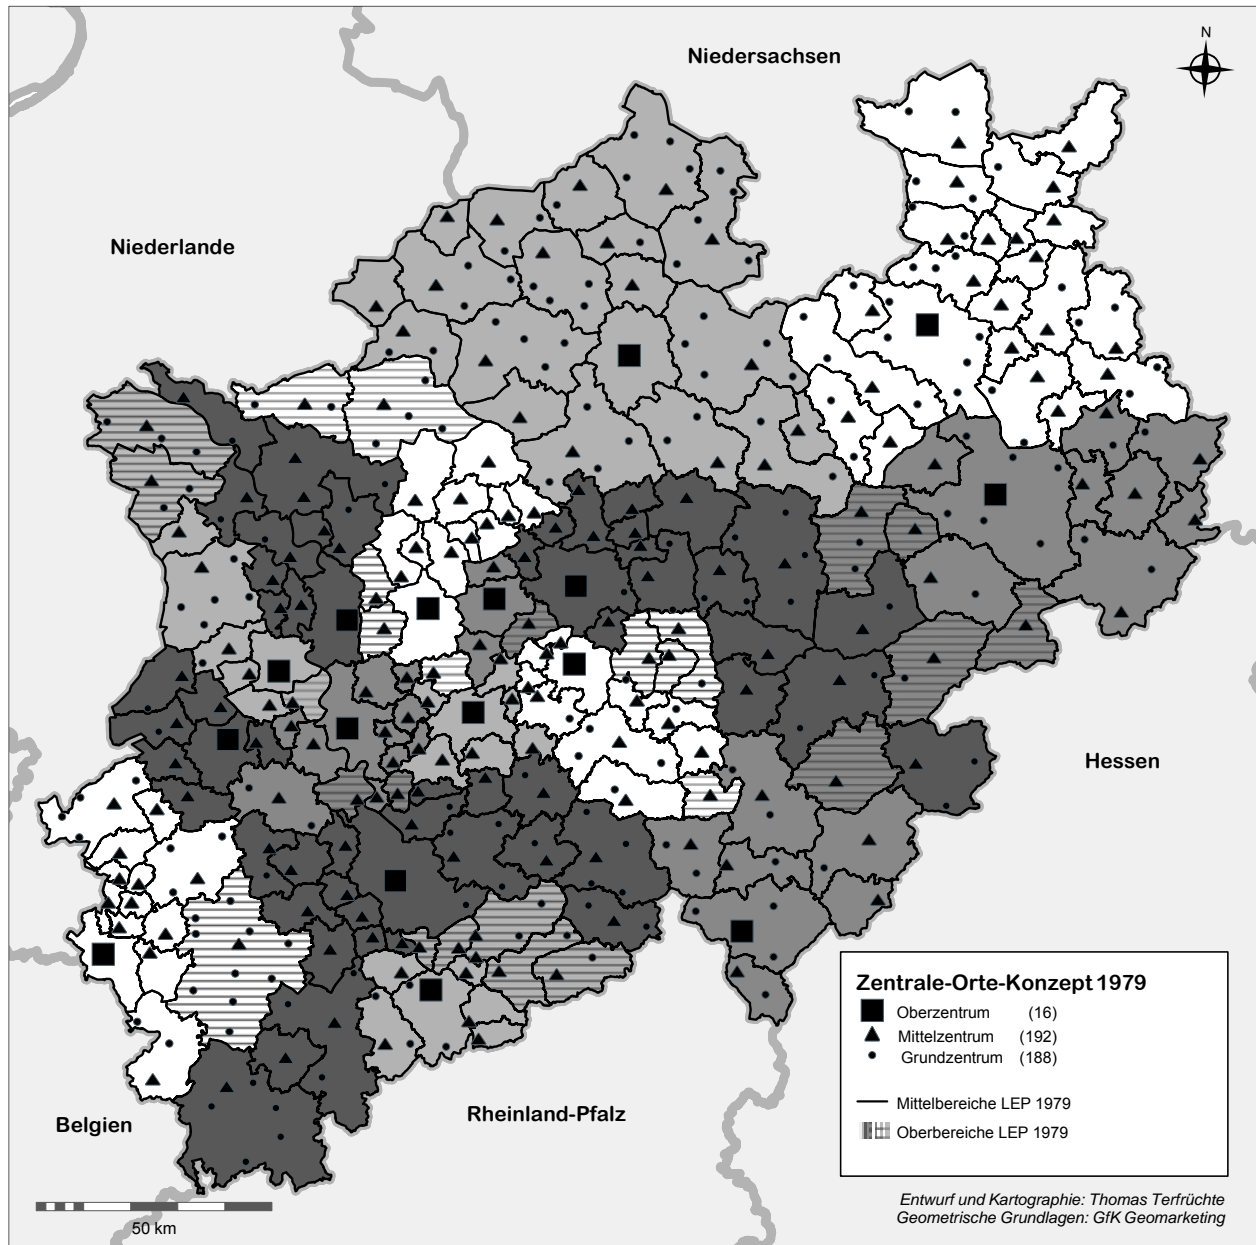 Niedersachsen
N
Niederlande
Hessen
Belgien
Rheinland-Pfalz
Zentrale-Orte-Konzept 1979
Oberzentrum (16)
Mittelzentrum (192)
Grundzentrum (188)
Mittelbereiche LEP 1979
Oberbereiche LEP 1979
50 km
Entwurf und Kartographie: Thomas Terfrüchte
Geometrische Grundlagen: GfK Geomarketing